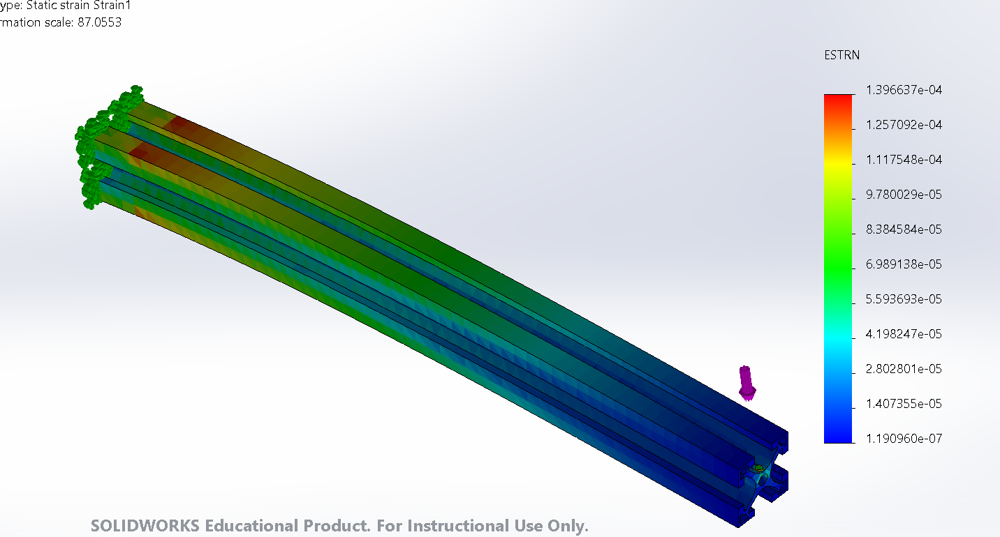 ype: Static strain Strain1
rmation scale: 87.0553
ESTRN
1.396637e-04
1.257092e-04
1.117548e-04
9.780029e-05
8.384584e-05
6.989138e-05
5.593693e-05
4.198247e-05
2.802801e-05
1.407355e-05
1.190960e-07
SOLIDWORKS Educational Product. For Instructional Use Only.